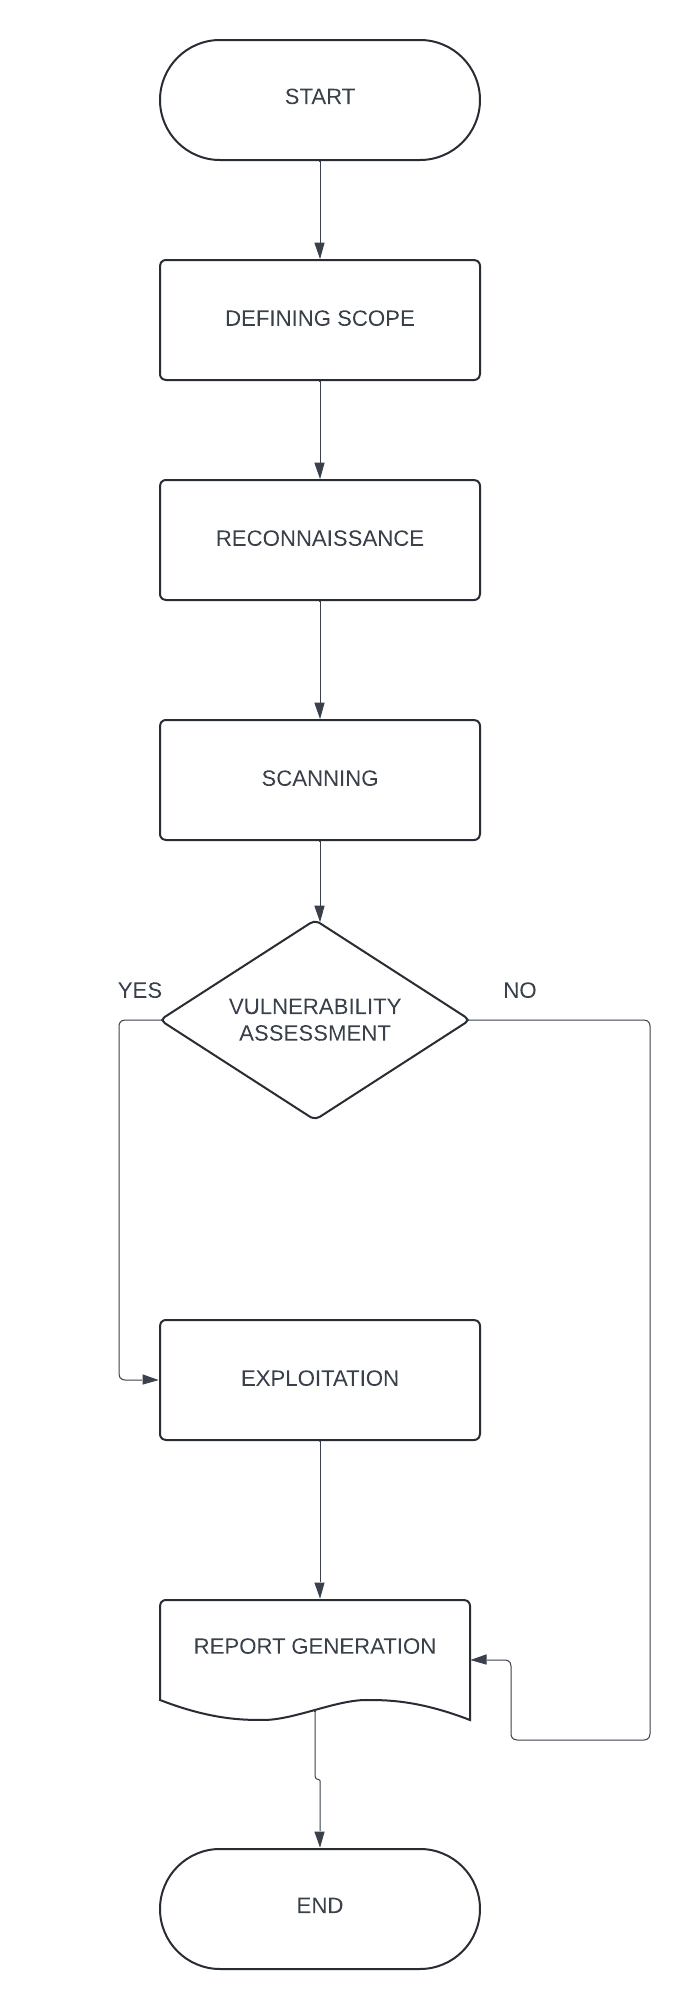 START
DEFINING SCOPE
RECONNAISSANCE
SCANNING
YES
NO
VULNERABILITY
ASSESSMENT
EXPLOITATION
REPORT GENERATION
END